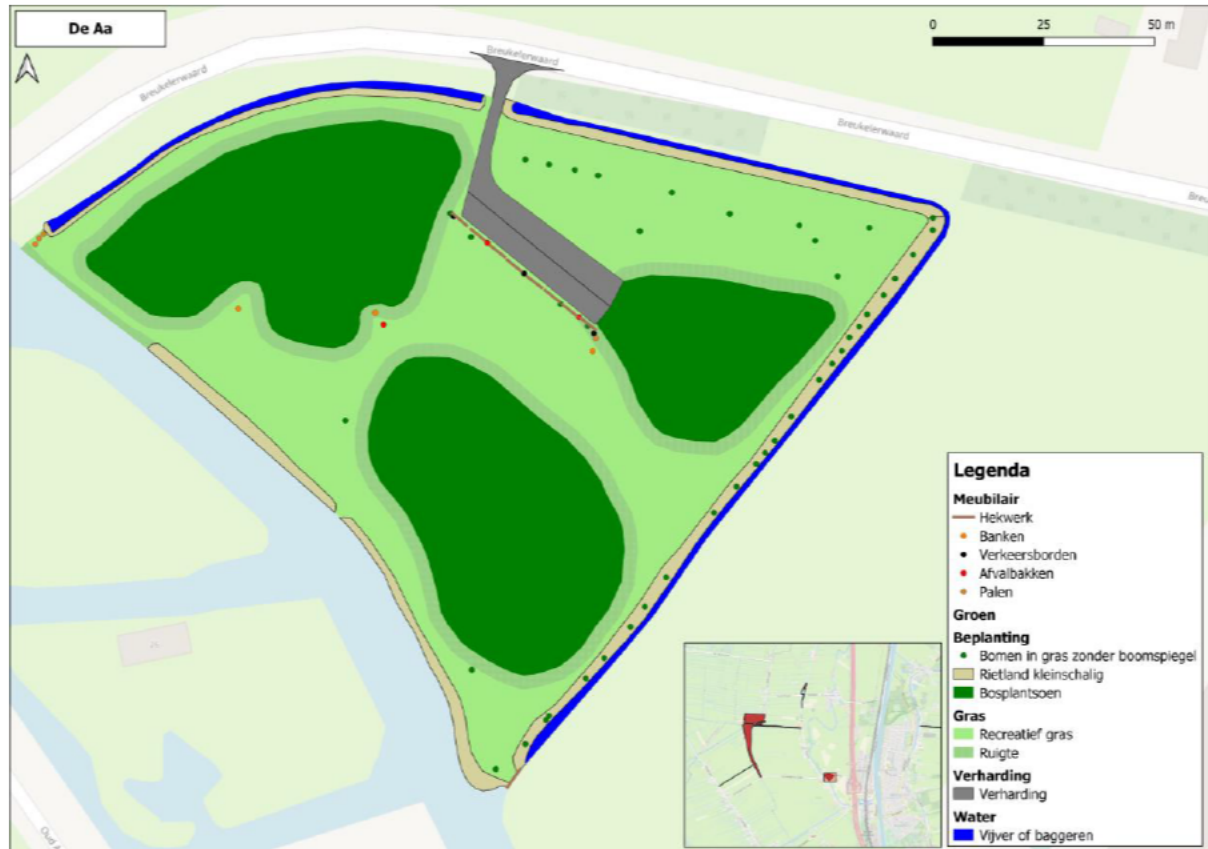 De Aa
0 25 50 m
Breukelerwaard
Breukelerwaard
Breukelerwaard
Legenda
Meubilair
Hekwerk
Banken
Verkeersborden
Afvalbakken
Palen
Groen
Beplanting
Bomen in gras zonder boomspiegel
Rietland kleinschalig
Bosplantsoen
Gras
Recreatief gras
Ruigte
Verharding
Verharding
Water
Vijver of baggeren
Oud A